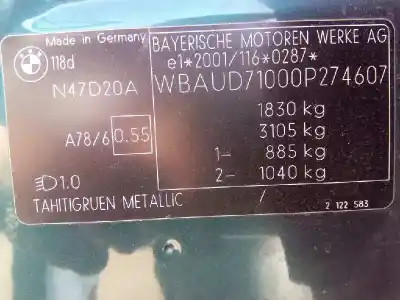 Made in Germany
BMW
118d
N47D20A
A78/6 0.55
1.0
TAHITIGRUEN METALLIC /
BAYERISCHE MOTOREN WERKE AG
e1*2001/116*0287*
WBAUD71000P274607
1830 kg
3105 kg
1– 885 kg
2– 1040 kg
2 122 583